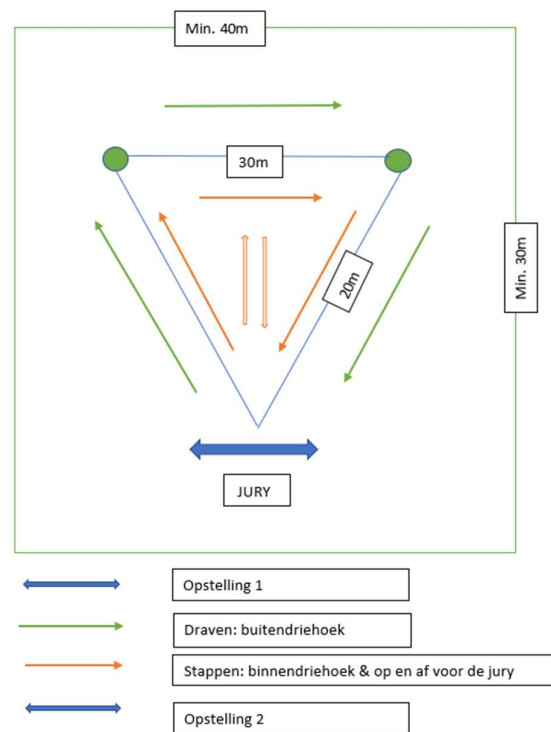 Min. 40m
30m
20m
Min. 30m
JURY
Opstelling 1
Draven: buitendriehoek
Stappen: binnendriehoek & op en af voor de jury
Opstelling 2